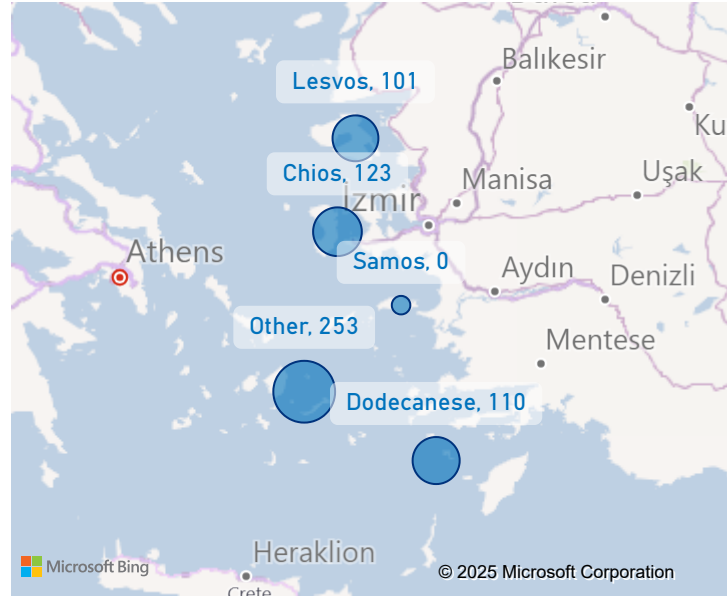 Balıkesir
Lesvos, 101
Ku
Chios, 123
Uşak
Manisa
İzmir
Athens
Samos, 0
Aydın
Denizli
Other, 253
Mentese
Dodecanese, 110
Heraklion
Microsoft Bing
© 2025 Microsoft Corporation
Crete